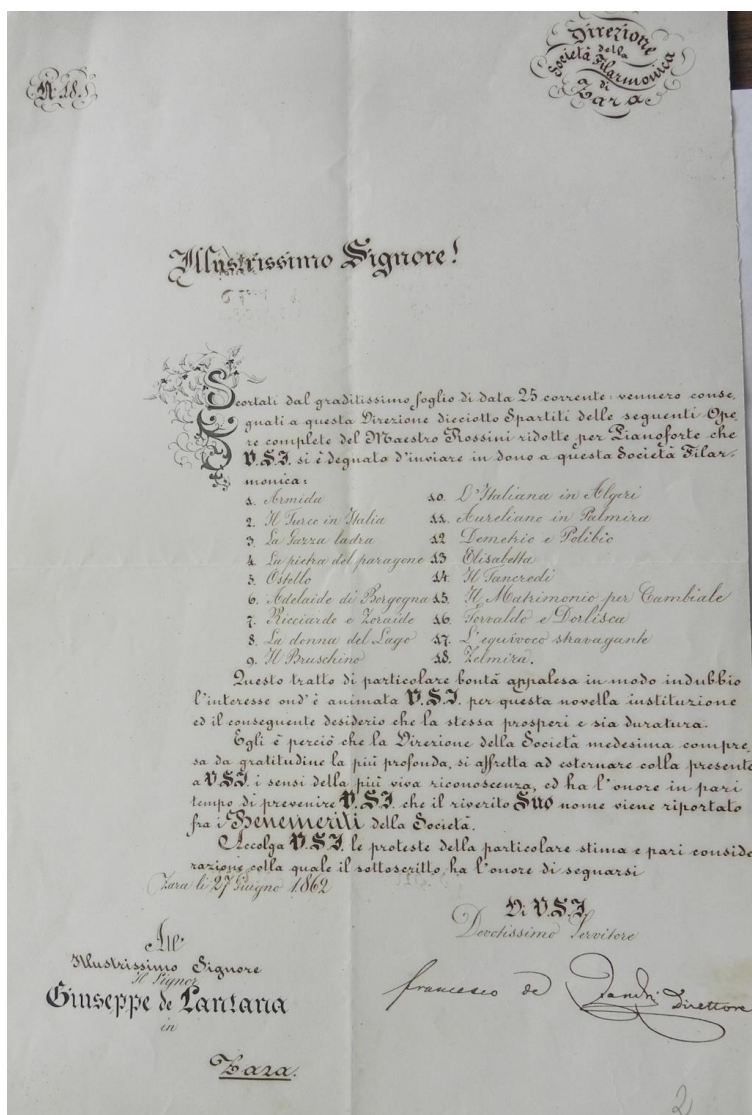 N. 18.
Direzione
della
Società Filarmonica
di
Zara
Illustrissimo Signore!
Scortati dal graditissimo foglio di data 25 corrente vennero conse,
gnati a questa Direzione dieciotto Spartiti delle seguenti Ope,
re complete del Maestro Rossini ridotte per Pianoforte che
V.S.I. si è degnato d'inviare in dono a questa Società Filar,
monica:
1. Armida
2. Il Turco in Italia
3. La Gazza ladra
4. La pietra del paragone
5. Ostello
6. Adelaide di Borgogna
7. Ricciardo e Zoraide
8. La donna del Lago
9. Il Bruschino
10. L'Italiana in Algeri
11. Aureliano in Palmira
12 Demetrio e Polibio
13 Elisabetta
14. Il Tancredi
15. Il Matrimonio per Cambiale
16. Torvaldo e Dorlisca
17. L'equivoco stravagante
18. Zelmira.
Questo tratto di particolare bontà appalesa in modo indubbio
l'interesse ond'è animata V.S.I. per questa novella instituzione
ed il conseguente desiderio che la stessa prosperi e sia duratura.
Egli è perciò che la Direzione della Società medesima compre,
sa da gratitudine la più profonda, si affretta ad esternare colla presente
a V.S.I. i sensi della più viva riconoscenza, ed ha l'onore in pari
tempo di prevenire V.S.I. che il riverito Suo nome viene riportato
fra i Benemeriti della Società.
Accolga V.S.I. le proteste della particolare stima e pari conside
razione colla quale il sottoscritto, ha l'onore di segnarsi
Zara li 27 Giugno 1862
Di V.S.I.
Devotissimo Servitore
francesco de Direttore
All'
Illustrissimo Signore
Il Signor
Giuseppe de Lantana
in
Zara.
2